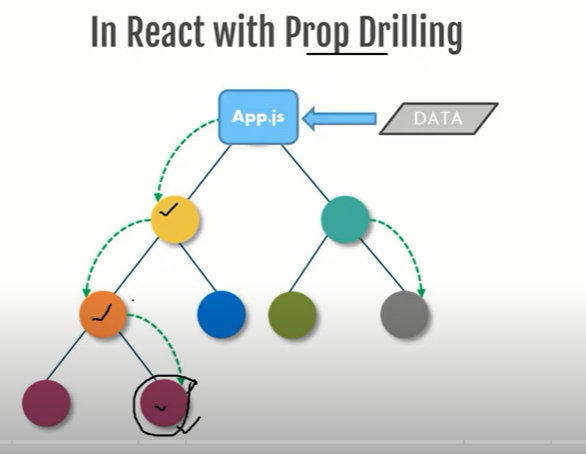 In React with Prop Drilling
App.js
DATA